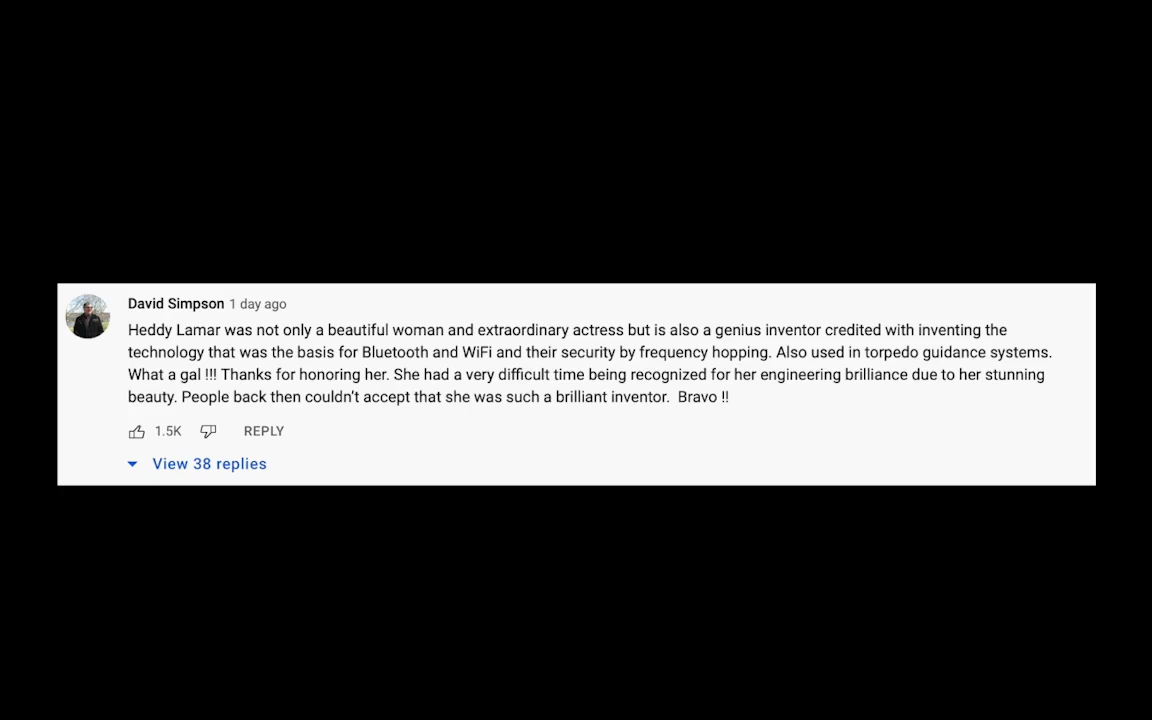 David Simpson 1 day ago
Heddy Lamar was not only a beautiful woman and extraordinary actress but is also a genius inventor credited with inventing the
technology that was the basis for Bluetooth and WiFi and their security by frequency hopping. Also used in torpedo guidance systems.
What a gal !!! Thanks for honoring her. She had a very difficult time being recognized for her engineering brilliance due to her stunning
beauty. People back then couldn't accept that she was such a brilliant inventor.  Bravo !!
1.5K REPLY
View 38 replies